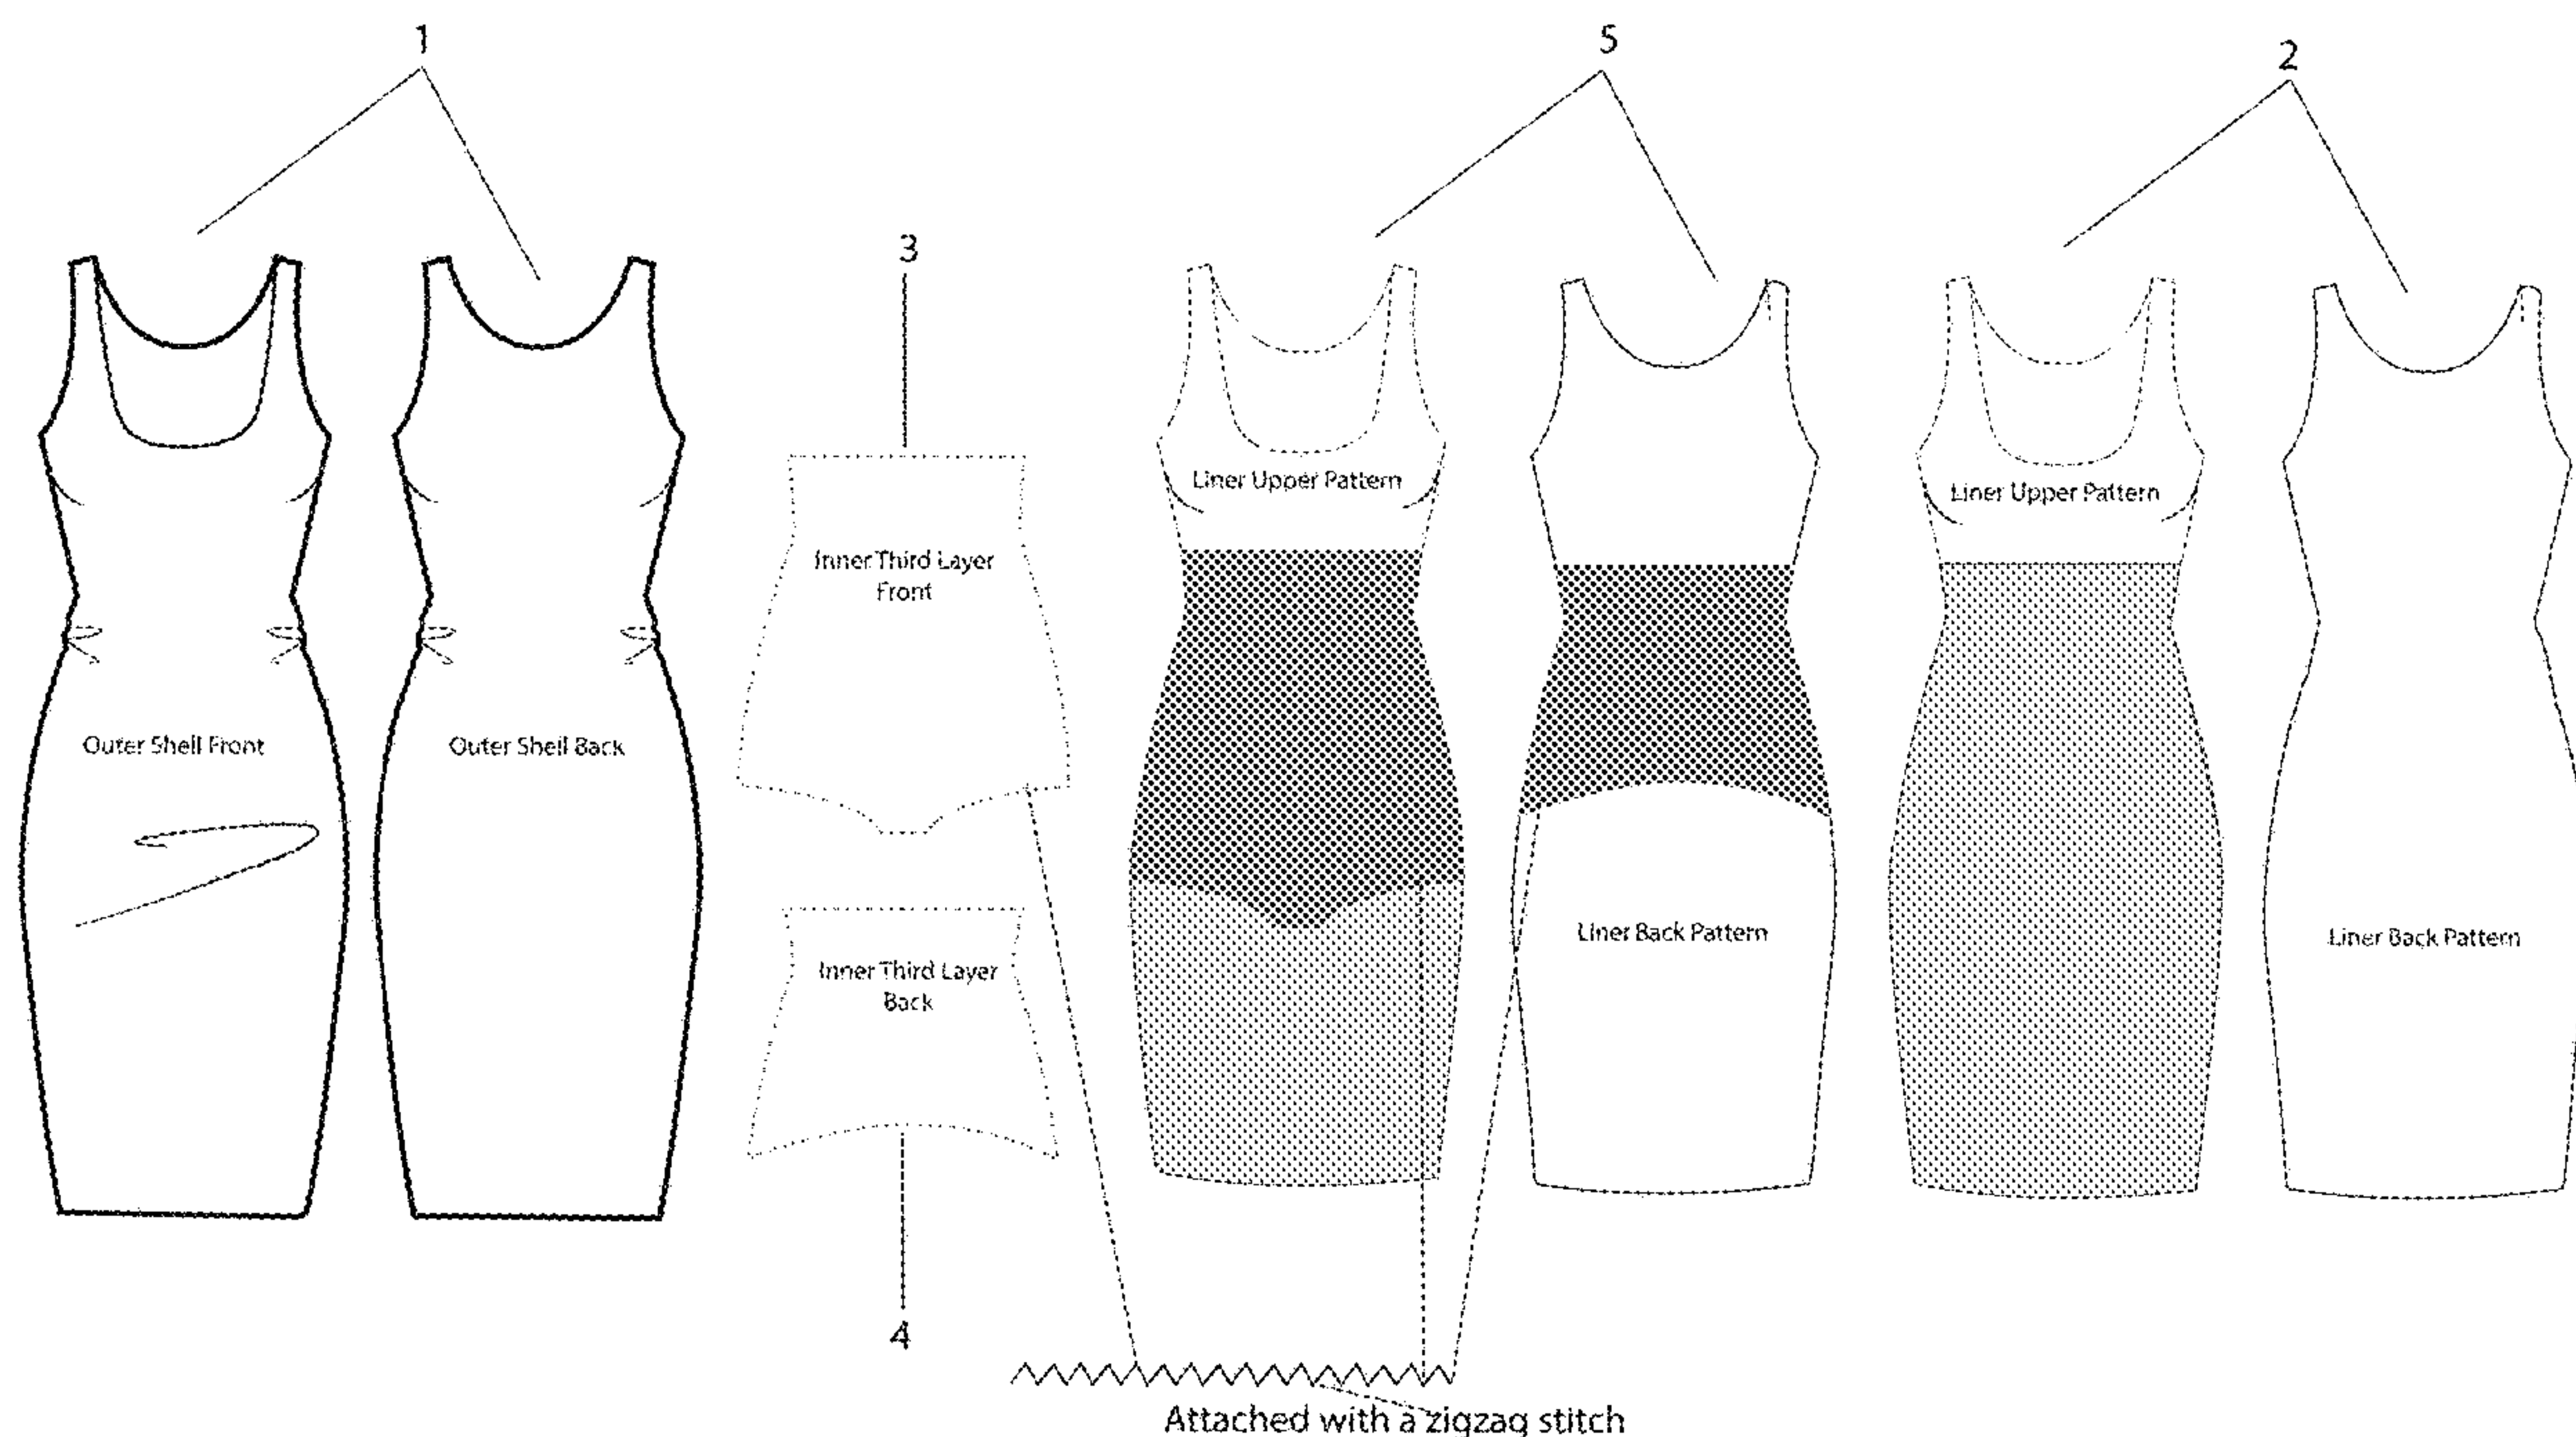 1
5
2
3
Liner Upper Pattern
Liner Upper Pattern
Inner Third Layer
Front
Outer Shell Front
Outer Shell Back
Liner Back Pattern
Liner Back Pattern
Inner Third Layer
Back
4
Attached with a zigzag stitch